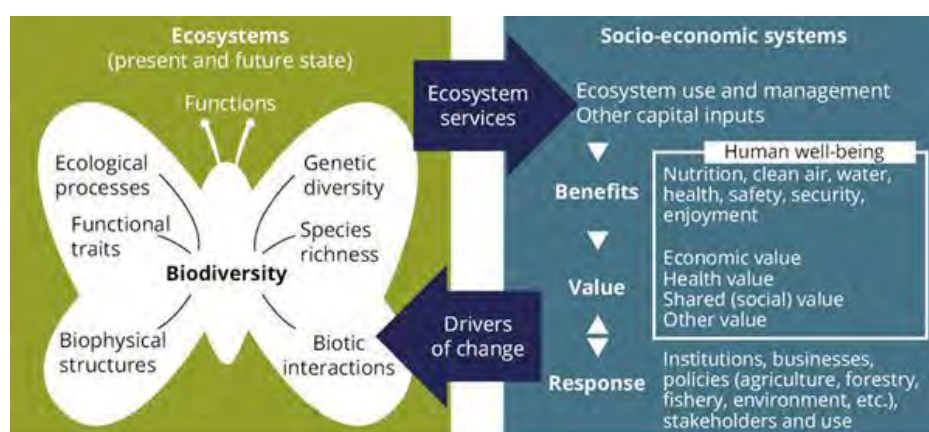 Ecosystems
(present and future state)
Functions
Ecological
processes
Genetic
diversity
Functional
traits
Species
richness
Biodiversity
Biophysical
structures
Biotic
interactions
Ecosystem
services
Drivers
of change
Socio-economic systems
Ecosystem use and management
Other capital inputs
Human well-being
Benefits
Nutrition, clean air, water,
health, safety, security,
enjoyment
Value
Economic value
Health value
Shared (social) value
Other value
Response
Institutions, businesses,
policies (agriculture, forestry,
fishery, environment, etc.),
stakeholders and use